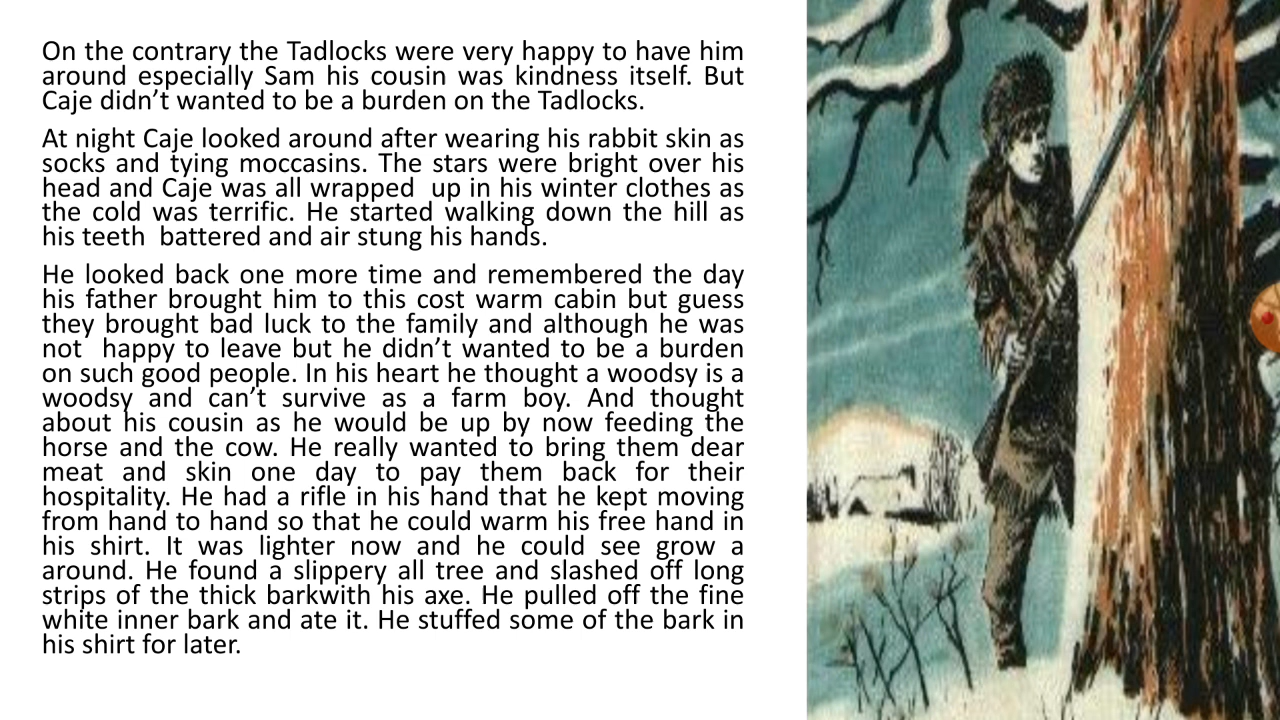 On the contrary the Tadlocks were very happy to have him
around especially Sam his cousin was kindness itself. But
Caje didn’t wanted to be a burden on the Tadlocks.
At night Caje looked around after wearing his rabbit skin as
socks and tying moccasins. The stars were bright over his
head and Caje was all wrapped  up in his winter clothes as
the cold was terrific. He started walking down the hill as
his teeth  battered and air stung his hands.
He looked back one more time and remembered the day
his father brought him to this cost warm cabin but guess
they brought bad luck to the family and although he was
not  happy to leave but he didn’t wanted to be a burden
on such good people. In his heart he thought a woodsy is a
woodsy and can’t survive as a farm boy. And thought
about his cousin as he would be up by now feeding the
horse and the cow. He really wanted to bring them dear
meat and skin one day to pay them back for their
hospitality. He had a rifle in his hand that he kept moving
from hand to hand so that he could warm his free hand in
his shirt. It was lighter now and he could see grow a
around. He found a slippery all tree and slashed off long
strips of the thick barkwith his axe. He pulled off the fine
white inner bark and ate it. He stuffed some of the bark in
his shirt for later.